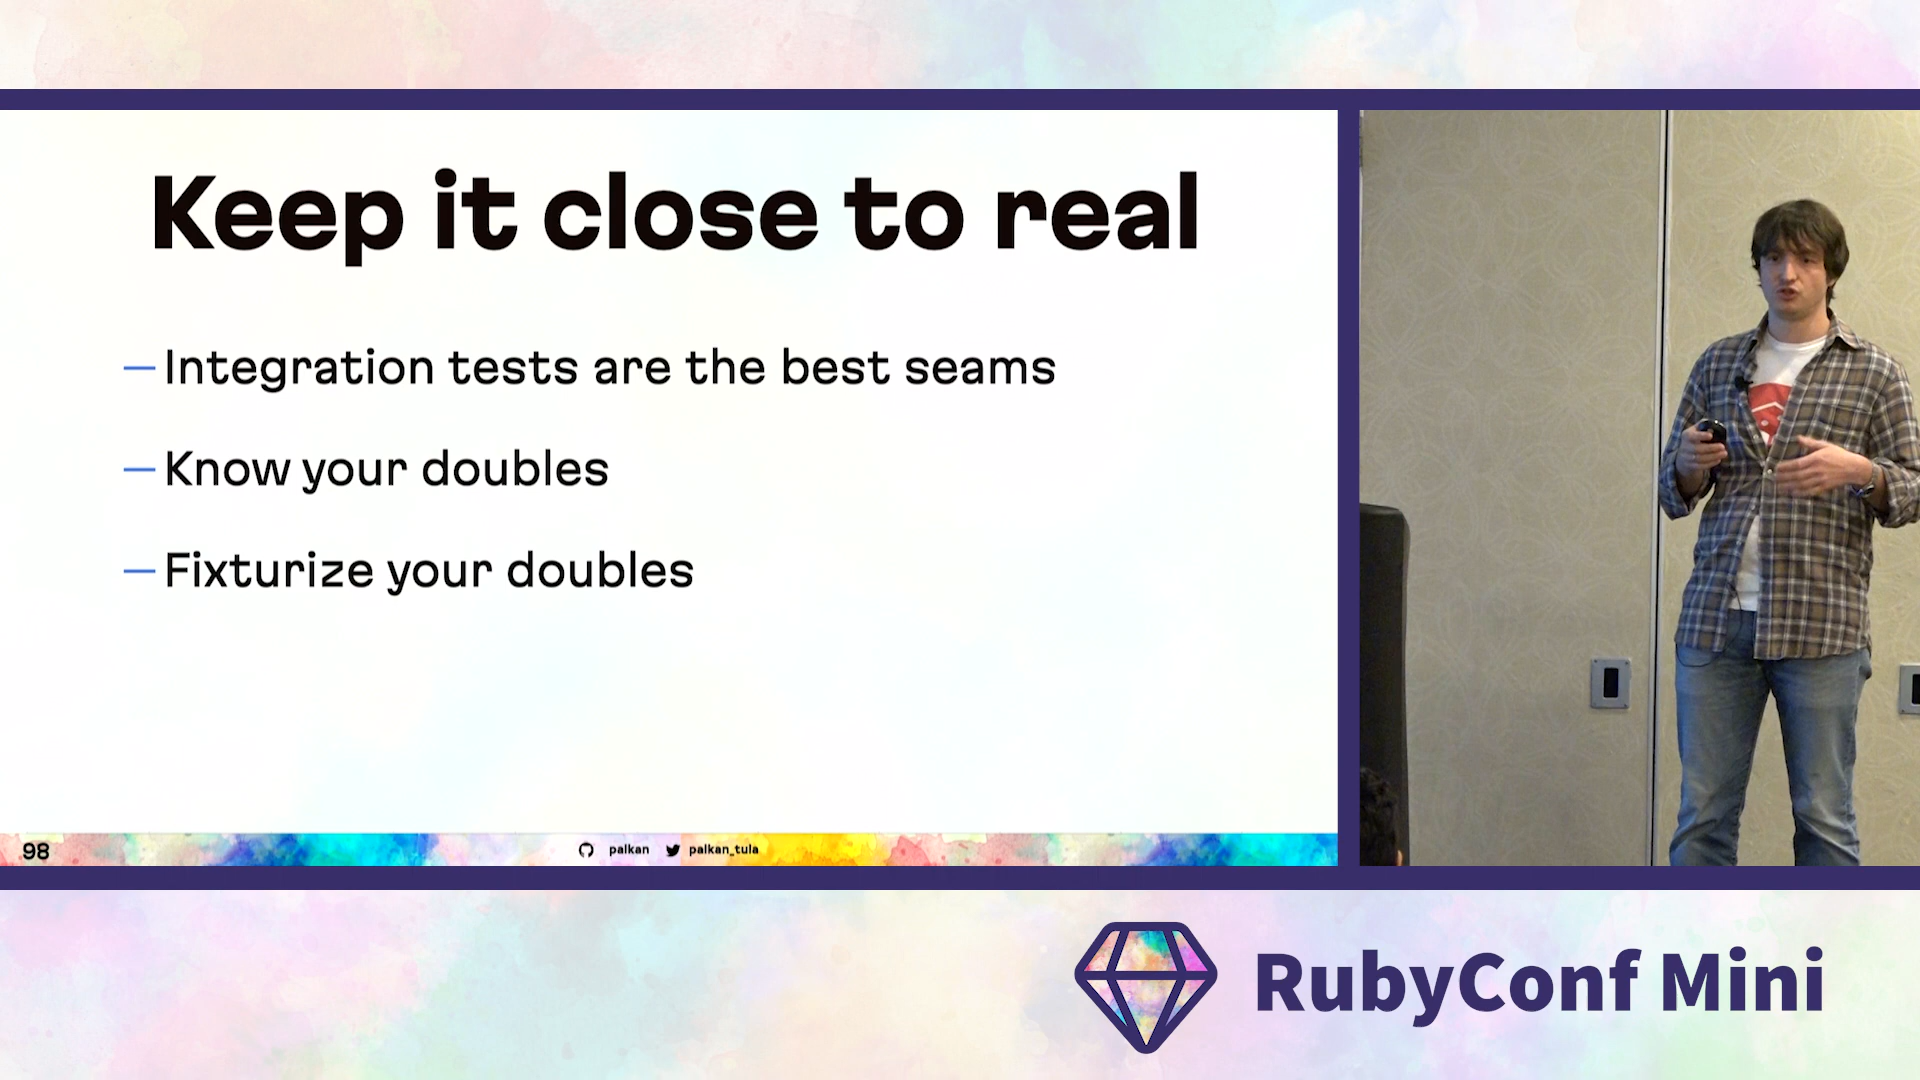 Keep it close to real
— Integration tests are the best seams
— Know your doubles
— Fixturize your doubles
98
palkan palkan_tula
RubyConf Mini